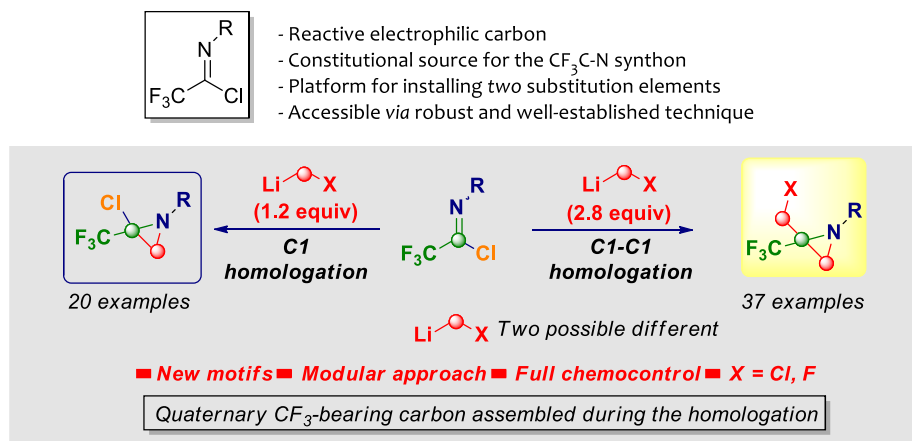 R
N
F3C
Cl
- Reactive electrophilic carbon
- Constitutional source for the CF3C-N synthon
- Platform for installing two substitution elements
- Accessible via robust and well-established technique
Cl
R
N
F3C
20 examples
Li X
(1.2 equiv)
C1
homologation
R
N
F3C
Cl
Li X
(2.8 equiv)
C1-C1
homologation
X
R
N
F3C
37 examples
Li X Two possible different
New motifs Modular approach Full chemocontrol X = Cl, F
Quaternary CF3-bearing carbon assembled during the homologation